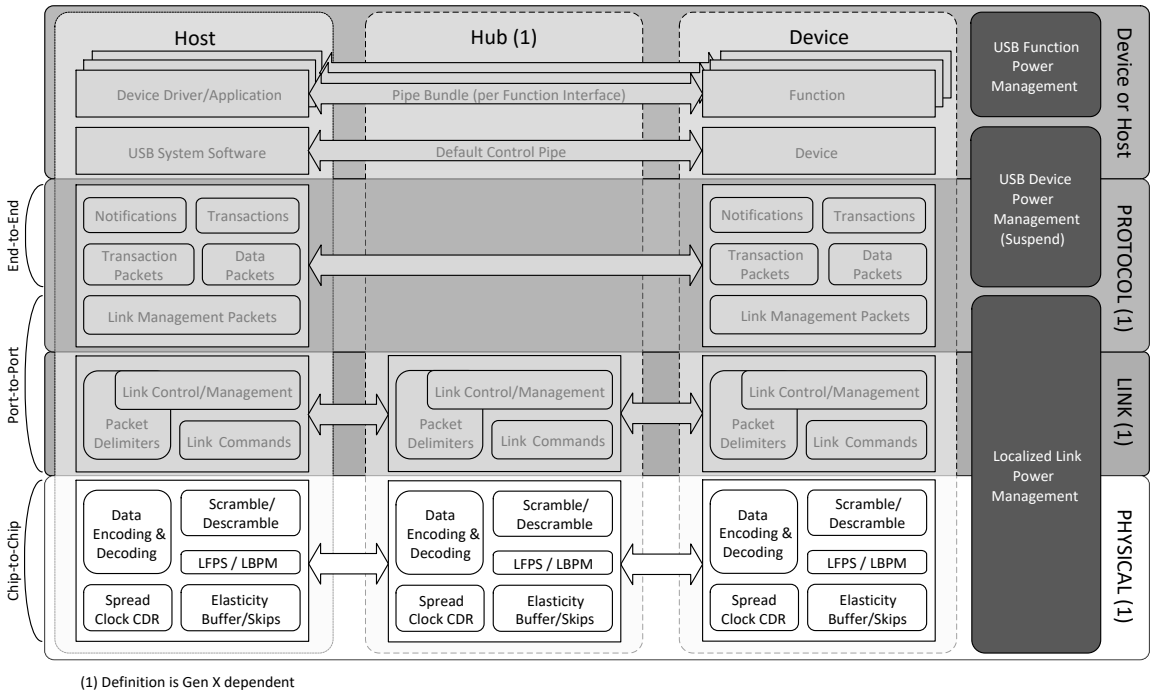 Host
Hub (1)
Device
Device Driver/Application
Pipe Bundle (per Function Interface)
Function
USB System Software
Default Control Pipe
Device
USB Function
Power
Management
Device or Host
USB Device
Power
Management
(Suspend)
End-to-End
Notifications
Transactions
Transaction
Packets
Data
Packets
Link Management Packets
Notifications
Transactions
Transaction
Packets
Data
Packets
Link Management Packets
PROTOCOL (1)
Port-to-Port
Link Control/Management
Packet
Delimiters
Link Commands
Link Control/Management
Packet
Delimiters
Link Commands
Link Control/Management
Packet
Delimiters
Link Commands
LINK (1)
Localized Link
Power
Management
Chip-to-Chip
Data
Encoding &
Decoding
Scramble/
Descramble
LFPS / LBPM
Spread
Clock CDR
Elasticity
Buffer/Skips
Data
Encoding &
Decoding
Scramble/
Descramble
LFPS / LBPM
Spread
Clock CDR
Elasticity
Buffer/Skips
Data
Encoding &
Decoding
Scramble/
Descramble
LFPS / LBPM
Spread
Clock CDR
Elasticity
Buffer/Skips
PHYSICAL (1)
(1) Definition is Gen X dependent